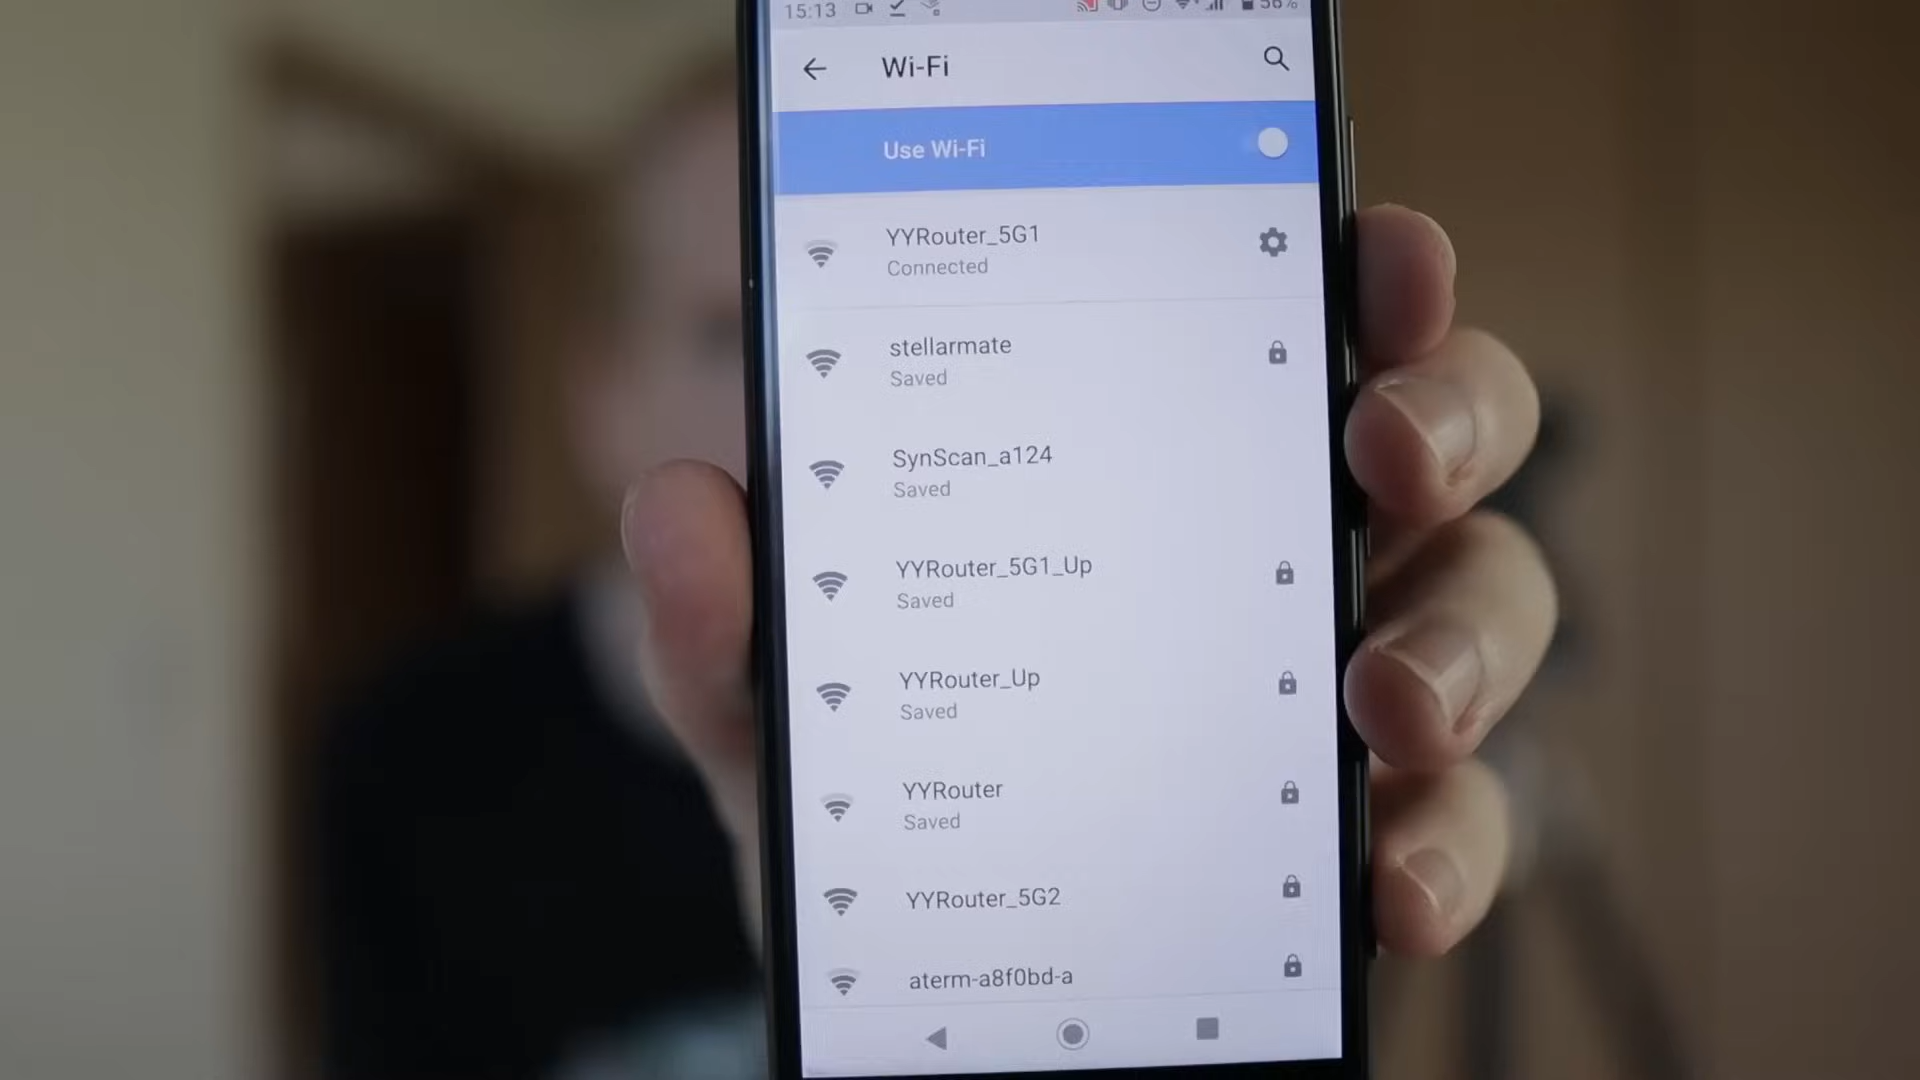 15:13 56%
Wi-Fi
Use Wi-Fi
YYRouter_5G1
Connected
stellarmate
Saved
SynScan_a124
Saved
YYRouter_5G1_Up
Saved
YYRouter_Up
Saved
YYRouter
Saved
YYRouter_5G2
aterm-a8f0bd-a